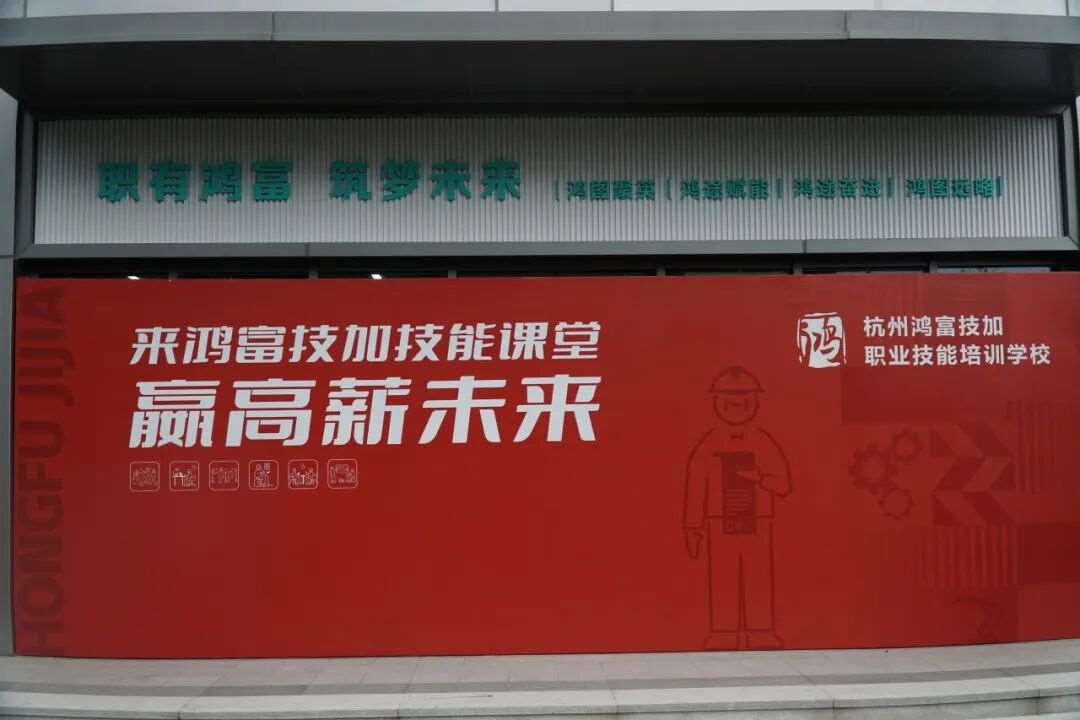 职有鸿富 筑梦未来 [鸿图聚英 | 鸿途赋能 | 鸿途奋进 | 鸿图远略]
来鸿富技加技能课堂
赢高薪未来
杭州鸿富技加
职业技能培训学校
HONGFU JIJIA